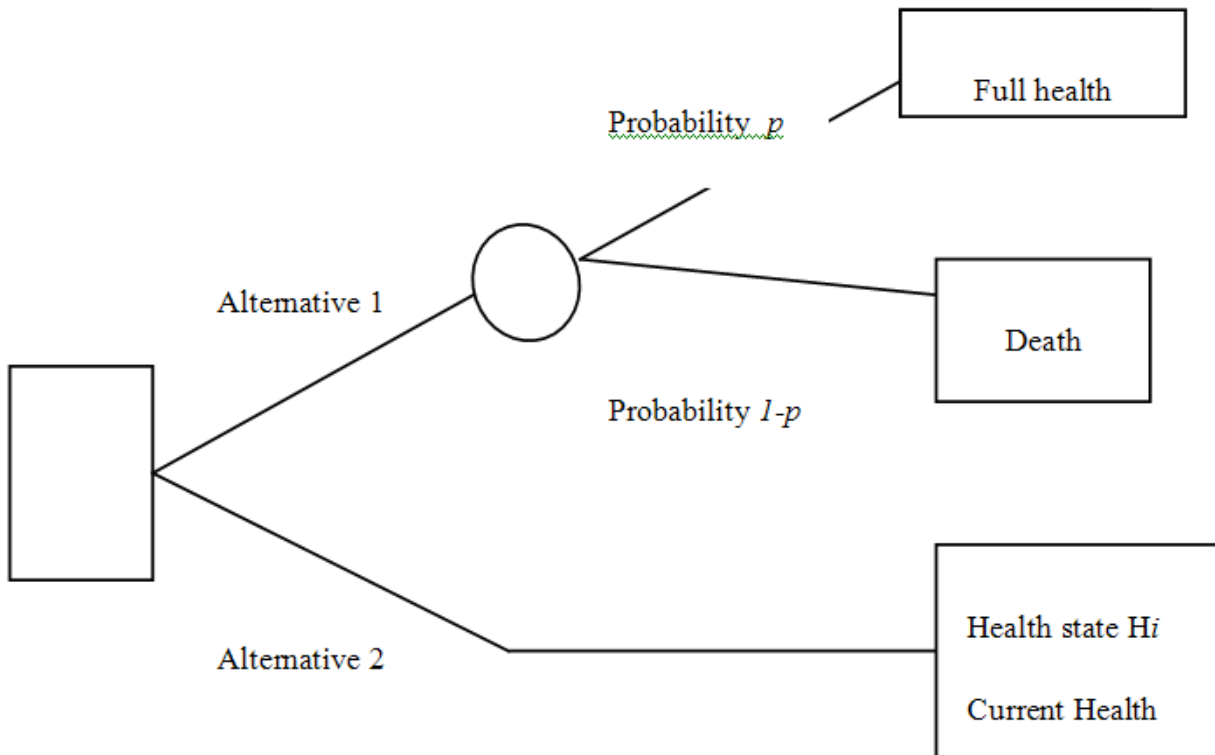 Full health
Probability p
Alternative 1
Death
Probability 1-p
Health state Hi
Alternative 2
Current Health